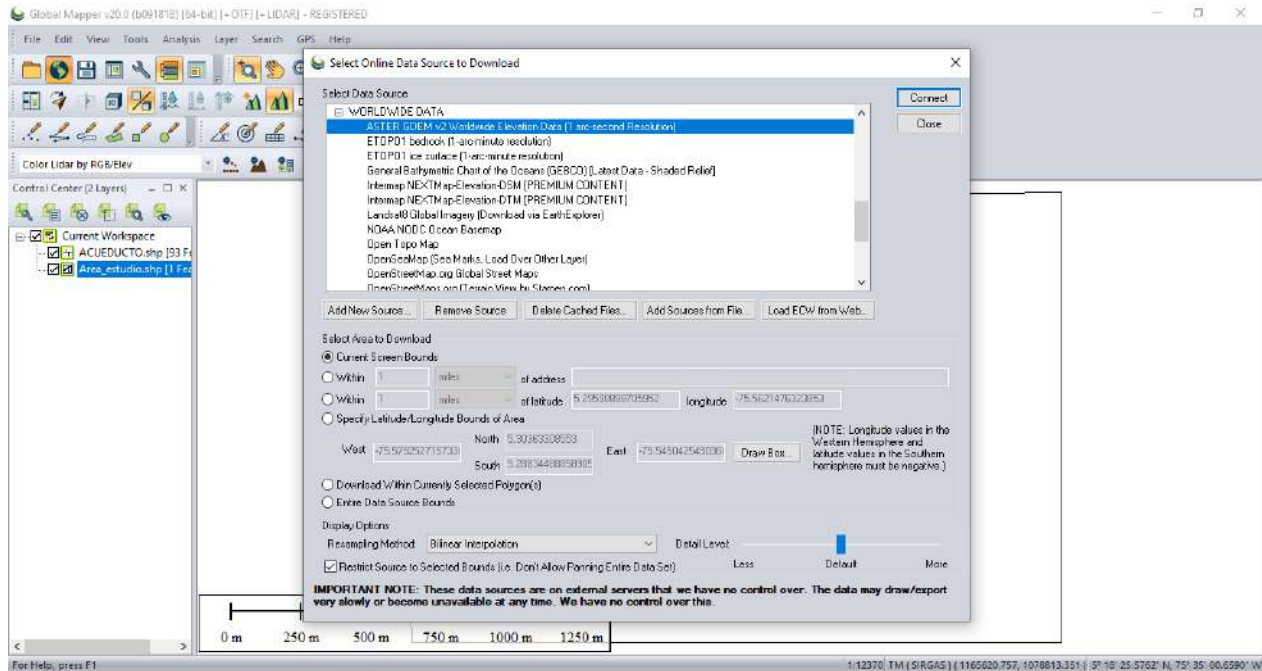 Global Mapper v20.0 (b091818) [64-bit] [+OTF] [+LIDAR] - REGISTERED
File Edit View Tools Analysis Layer Search GPS Help
Select Online Data Source to Download
Select Data Source
WORLDWIDE DATA
ASTER GDEM v2 Worldwide Elevation Data (1 arc-second Resolution)
ETOPO1 bedrock (1-arc-minute resolution)
ETOPO1 ice surface (1-arc-minute resolution)
General Bathymetric Chart of the Oceans (GEBCO) [Latest Data - Shaded Relief]
Intermap NEXTMap-Elevation-DSM [PREMIUM CONTENT]
Intermap NEXTMap-Elevation-DTM [PREMIUM CONTENT]
Landsat8 Global Imagery (Download via EarthExplorer)
NOAA NODC Ocean Basemap
Open Topo Map
OpenSeaMap (Sea Marks, Load Over Other Layer)
OpenStreetMap.org Global Street Maps
OpenStreetMaps.org (Terrain View by Stamen.com)
Connect
Close
Color Lidar by RGB/Elev
Control Center (2 Layers)
Current Workspace
ACUEDUCTO.shp [93 Fe
Area_estudio.shp [1 Fea
Add New Source... Remove Source Delete Cached Files... Add Sources from File... Load ECW from Web...
Select Area to Download
Current Screen Bounds
Within 1 miles of address
Within 1 miles of latitude longitude
Specify Latitude/Longitude Bounds of Area
North
West East Draw Box...
South
(NOTE: Longitude values in the
Western Hemisphere and
latitude values in the Southern
hemisphere must be negative.)
Download Within Currently Selected Polygon(s)
Entire Data Source Bounds
Display Options
Resampling Method: Bilinear Interpolation Detail Level:
Less Default More
Restrict Source to Selected Bounds (i.e. Don't Allow Panning Entire Data Set)
IMPORTANT NOTE: These data sources are on external servers that we have no control over. The data may draw/export
very slowly or become unavailable at any time. We have no control over this.
0 m 250 m 500 m 750 m 1000 m 1250 m
For Help, press F1
1:12370 TM ( SIRGAS ) ( 1165620.757, 1078813.351 ) 5° 18' 25.5762" N, 75° 35' 00.6590" W